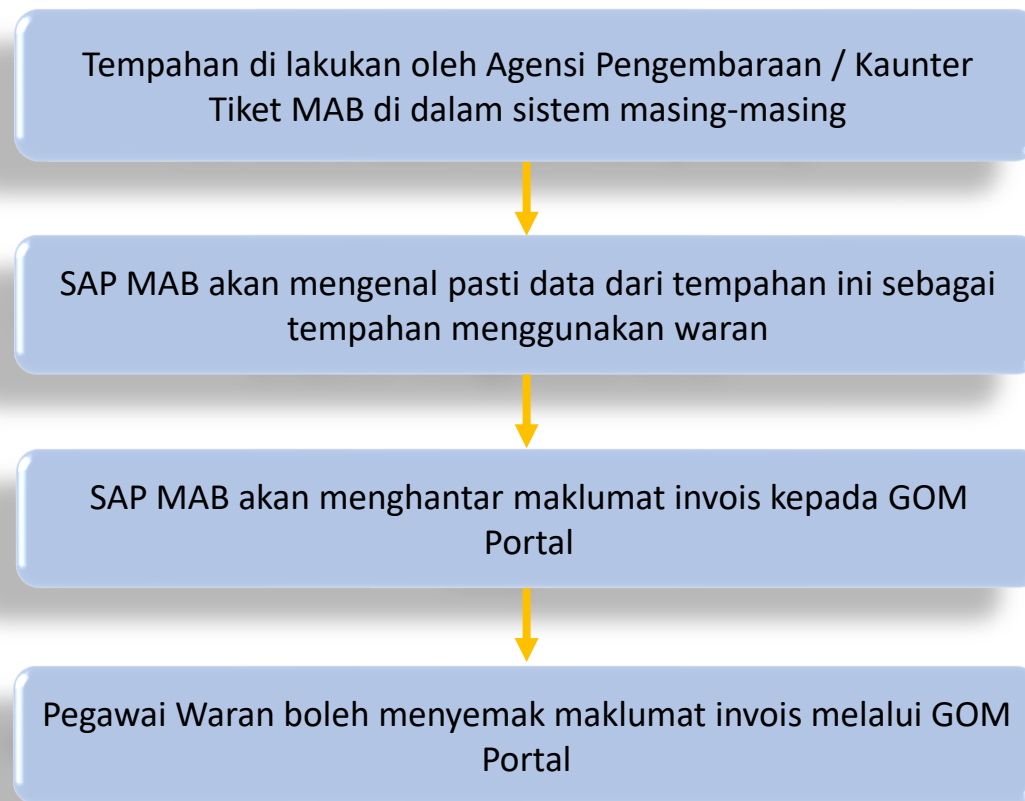 Tempahan di lakukan oleh Agensi Pengembaraan / Kaunter
Tiket MAB di dalam sistem masing-masing
SAP MAB akan mengenal pasti data dari tempahan ini sebagai
tempahan menggunakan waran
SAP MAB akan menghantar maklumat invois kepada GOM
Portal
Pegawai Waran boleh menyemak maklumat invois melalui GOM
Portal